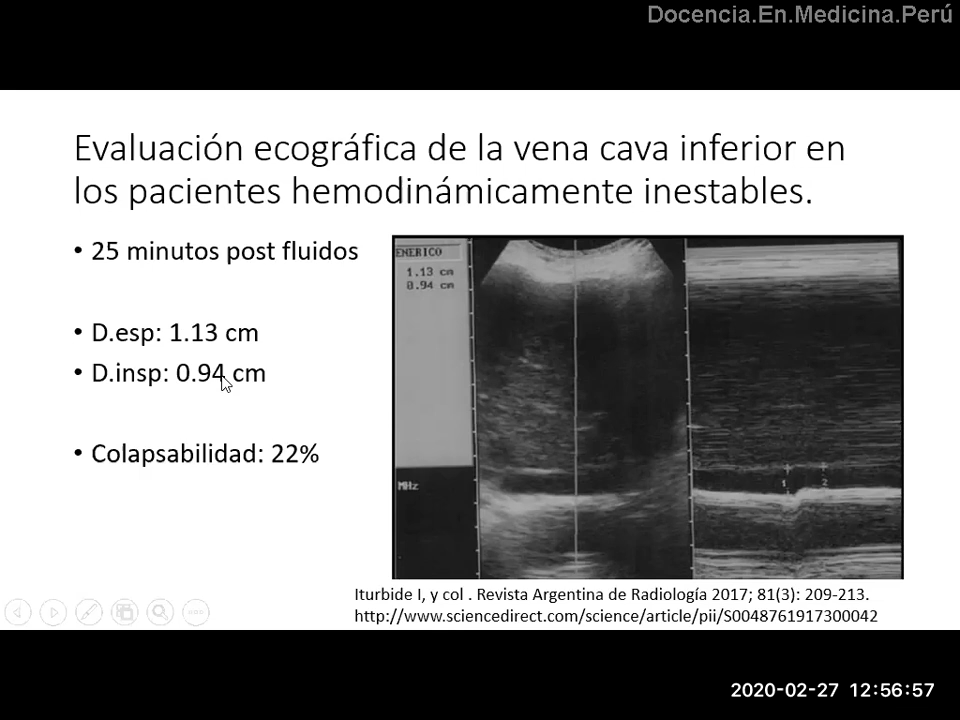 Docencia.En.Medicina.Perú
Evaluación ecográfica de la vena cava inferior en
los pacientes hemodinámicamente inestables.
• 25 minutos post fluidos
• D.esp: 1.13 cm
• D.insp: 0.94 cm
• Colapsabilidad: 22%
ENERICO
1.13 cm
0.94 cm
MHz
1 2
Iturbide I, y col . Revista Argentina de Radiología 2017; 81(3): 209-213.
http://www.sciencedirect.com/science/article/pii/S0048761917300042
2020-02-27 12:56:57